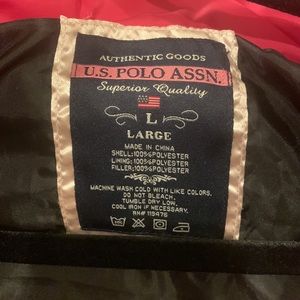 AUTHENTIC GOODS
U.S. POLO ASSN.
Superior Quality
L
LARGE
MADE IN CHINA
SHELL:100%POLYESTER
LINING:100%POLYESTER
FILLER:100%POLYESTER
MACHINE WASH COLD WITH LIKE COLORS.
DO NOT BLEACH.
TUMBLE DRY LOW.
COOL IRON IF NECESSARY.
RN# 119476